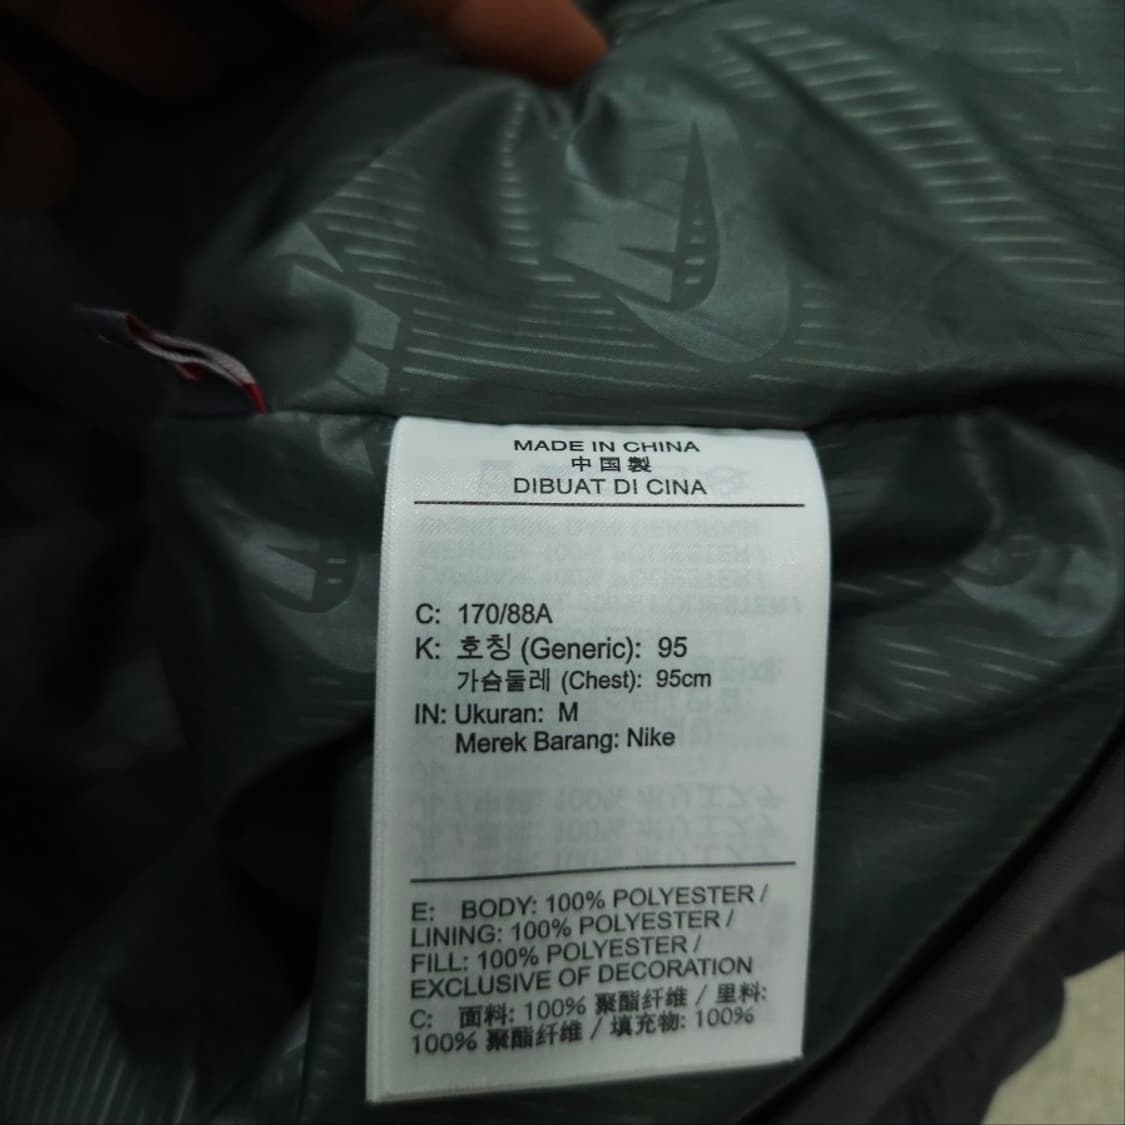 MADE IN CHINA
中国製
DIBUAT DI CINA
C: 170/88A
K: 호칭 (Generic): 95
가슴둘레 (Chest): 95cm
IN: Ukuran: M
Merek Barang: Nike
E: BODY: 100% POLYESTER /
LINING: 100% POLYESTER /
FILL: 100% POLYESTER /
EXCLUSIVE OF DECORATION
C: 面料: 100% 聚酯纤维 / 里料:
100% 聚酯纤维 / 填充物: 100%